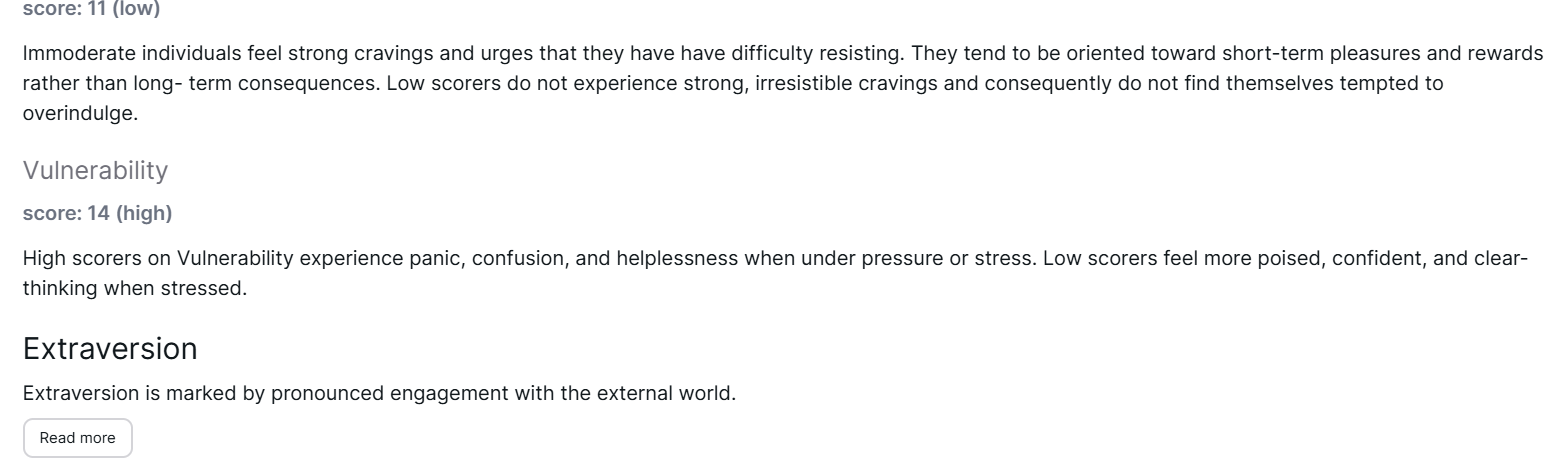 score: 11 (low)
Immoderate individuals feel strong cravings and urges that they have have difficulty resisting. They tend to be oriented toward short-term pleasures and rewards
rather than long- term consequences. Low scorers do not experience strong, irresistible cravings and consequently do not find themselves tempted to
overindulge.
Vulnerability
score: 14 (high)
High scorers on Vulnerability experience panic, confusion, and helplessness when under pressure or stress. Low scorers feel more poised, confident, and clear-
thinking when stressed.
Extraversion
Extraversion is marked by pronounced engagement with the external world.
Read more